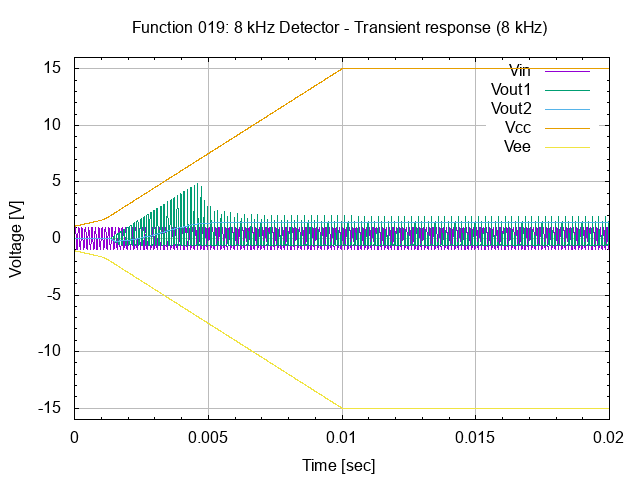 Function 019: 8 kHz Detector - Transient response (8 kHz)
Vin
Vout1
Vout2
Vcc
Vee
15
10
5
0
-5
-10
-15
Voltage [V]
0 0.005 0.01 0.015 0.02
Time [sec]